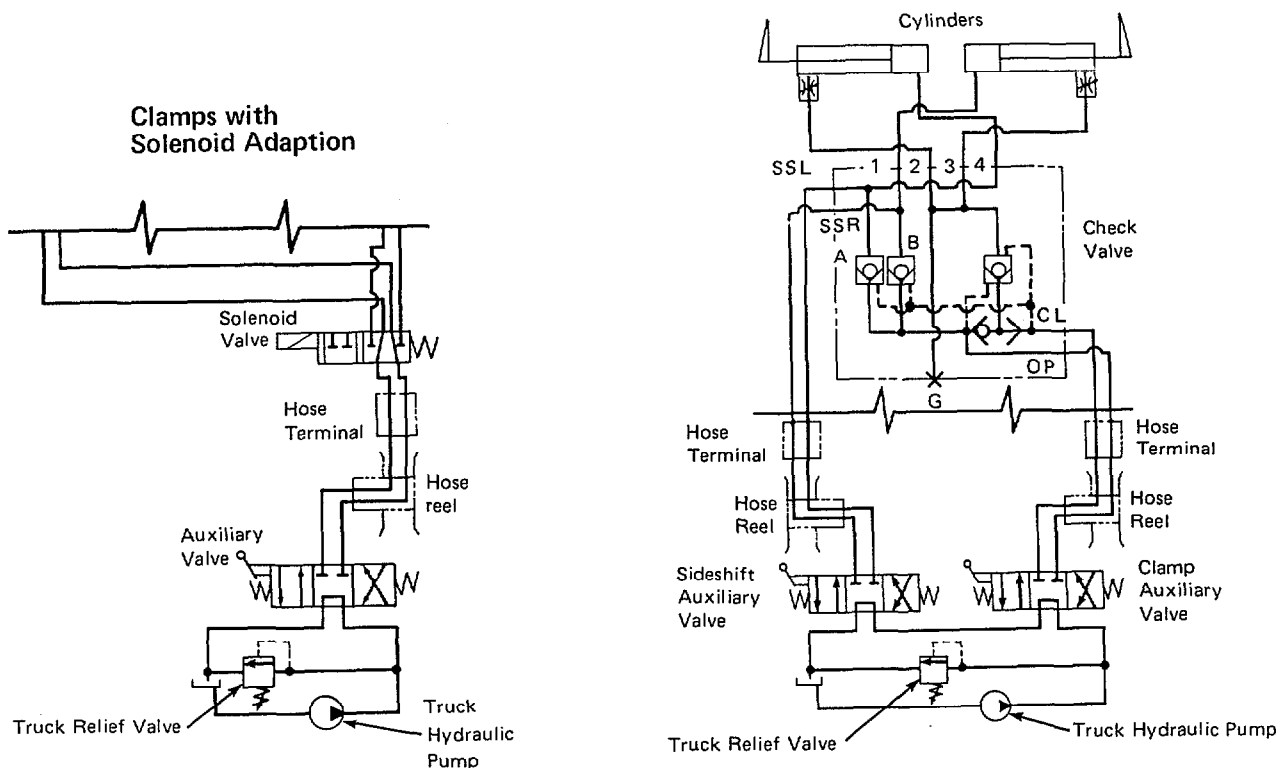 Clamps with
Solenoid Adaption
Solenoid
Valve
Hose
Terminal
Hose
reel
Auxiliary
Valve
Truck Relief Valve
Truck
Hydraulic
Pump
Cylinders
SSL
1
2
3
4
SSR
A
B
Check
Valve
CL
OP
G
Hose
Terminal
Hose
Terminal
Hose
Reel
Hose
Reel
Sideshift
Auxiliary
Valve
Clamp
Auxiliary
Valve
Truck Relief Valve
Truck Hydraulic Pump